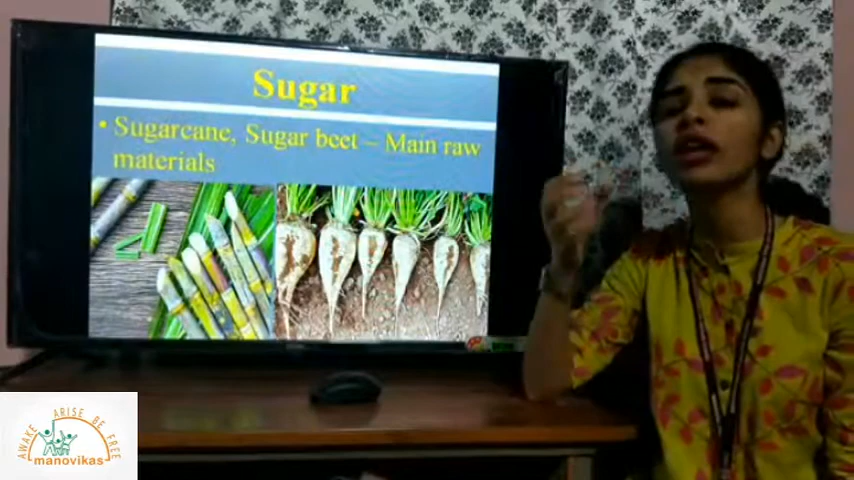 Sugar
• Sugarcane, Sugar beet – Main raw
materials
AWAKE ARISE BE FREE
manovikas